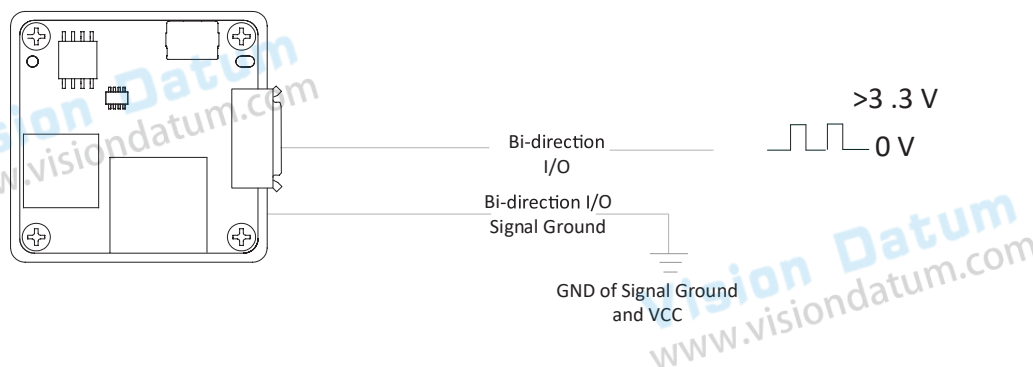 >3 .3 V
Bi-direction
I/O
0 V
Bi-direction I/O
Signal Ground
GND of Signal Ground
and VCC
Vision Datum
www.visiondatum.com
Vision Datum
www.visiondatum.com